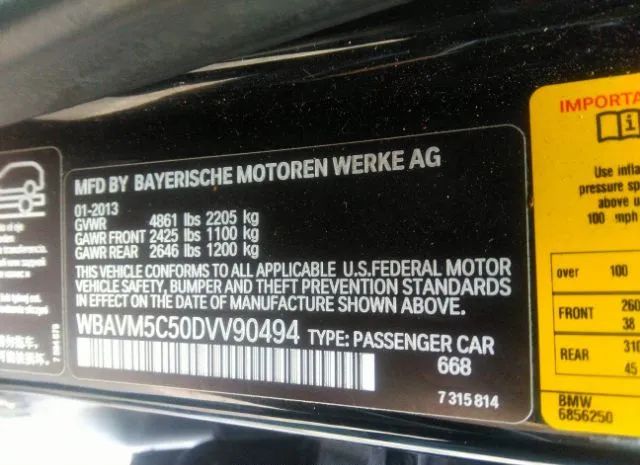 MFD BY BAYERISCHE MOTOREN WERKE AG
01-2013
GVWR 4861 lbs 2205 kg
GAWR FRONT 2425 lbs 1100 kg
GAWR REAR 2646 lbs 1200 kg
THIS VEHICLE CONFORMS TO ALL APPLICABLE U.S.FEDERAL MOTOR
VEHICLE SAFETY, BUMPER AND THEFT PREVENTION STANDARDS
IN EFFECT ON THE DATE OF MANUFACTURE SHOWN ABOVE.
WBAVM5C50DVV90494 TYPE: PASSENGER CAR
668
7 315 814
IMPORTA
Use infla
pressure sp
above u
100 mph
over 100
FRONT 260
38
REAR 310
45
BMW
6856250